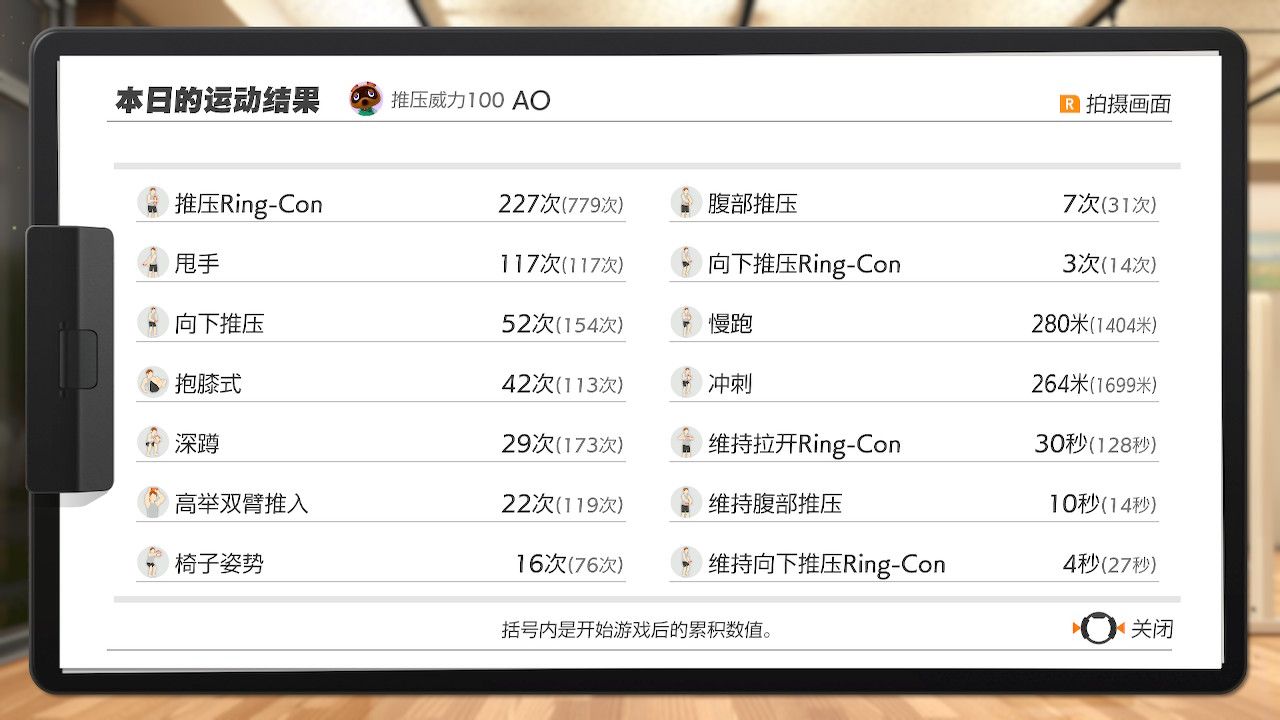 本日的运动结果 推压威力100 AO R 拍摄画面
推压Ring-Con 227次(779次)
甩手 117次(117次)
向下推压 52次(154次)
抱膝式 42次(113次)
深蹲 29次(173次)
高举双臂推入 22次(119次)
椅子姿势 16次(76次)
腹部推压 7次(31次)
向下推压Ring-Con 3次(14次)
慢跑 280米(1404米)
冲刺 264米(1699米)
维持拉开Ring-Con 30秒(128秒)
维持腹部推压 10秒(14秒)
维持向下推压Ring-Con 4秒(27秒)
括号内是开始游戏后的累积数值。
关闭